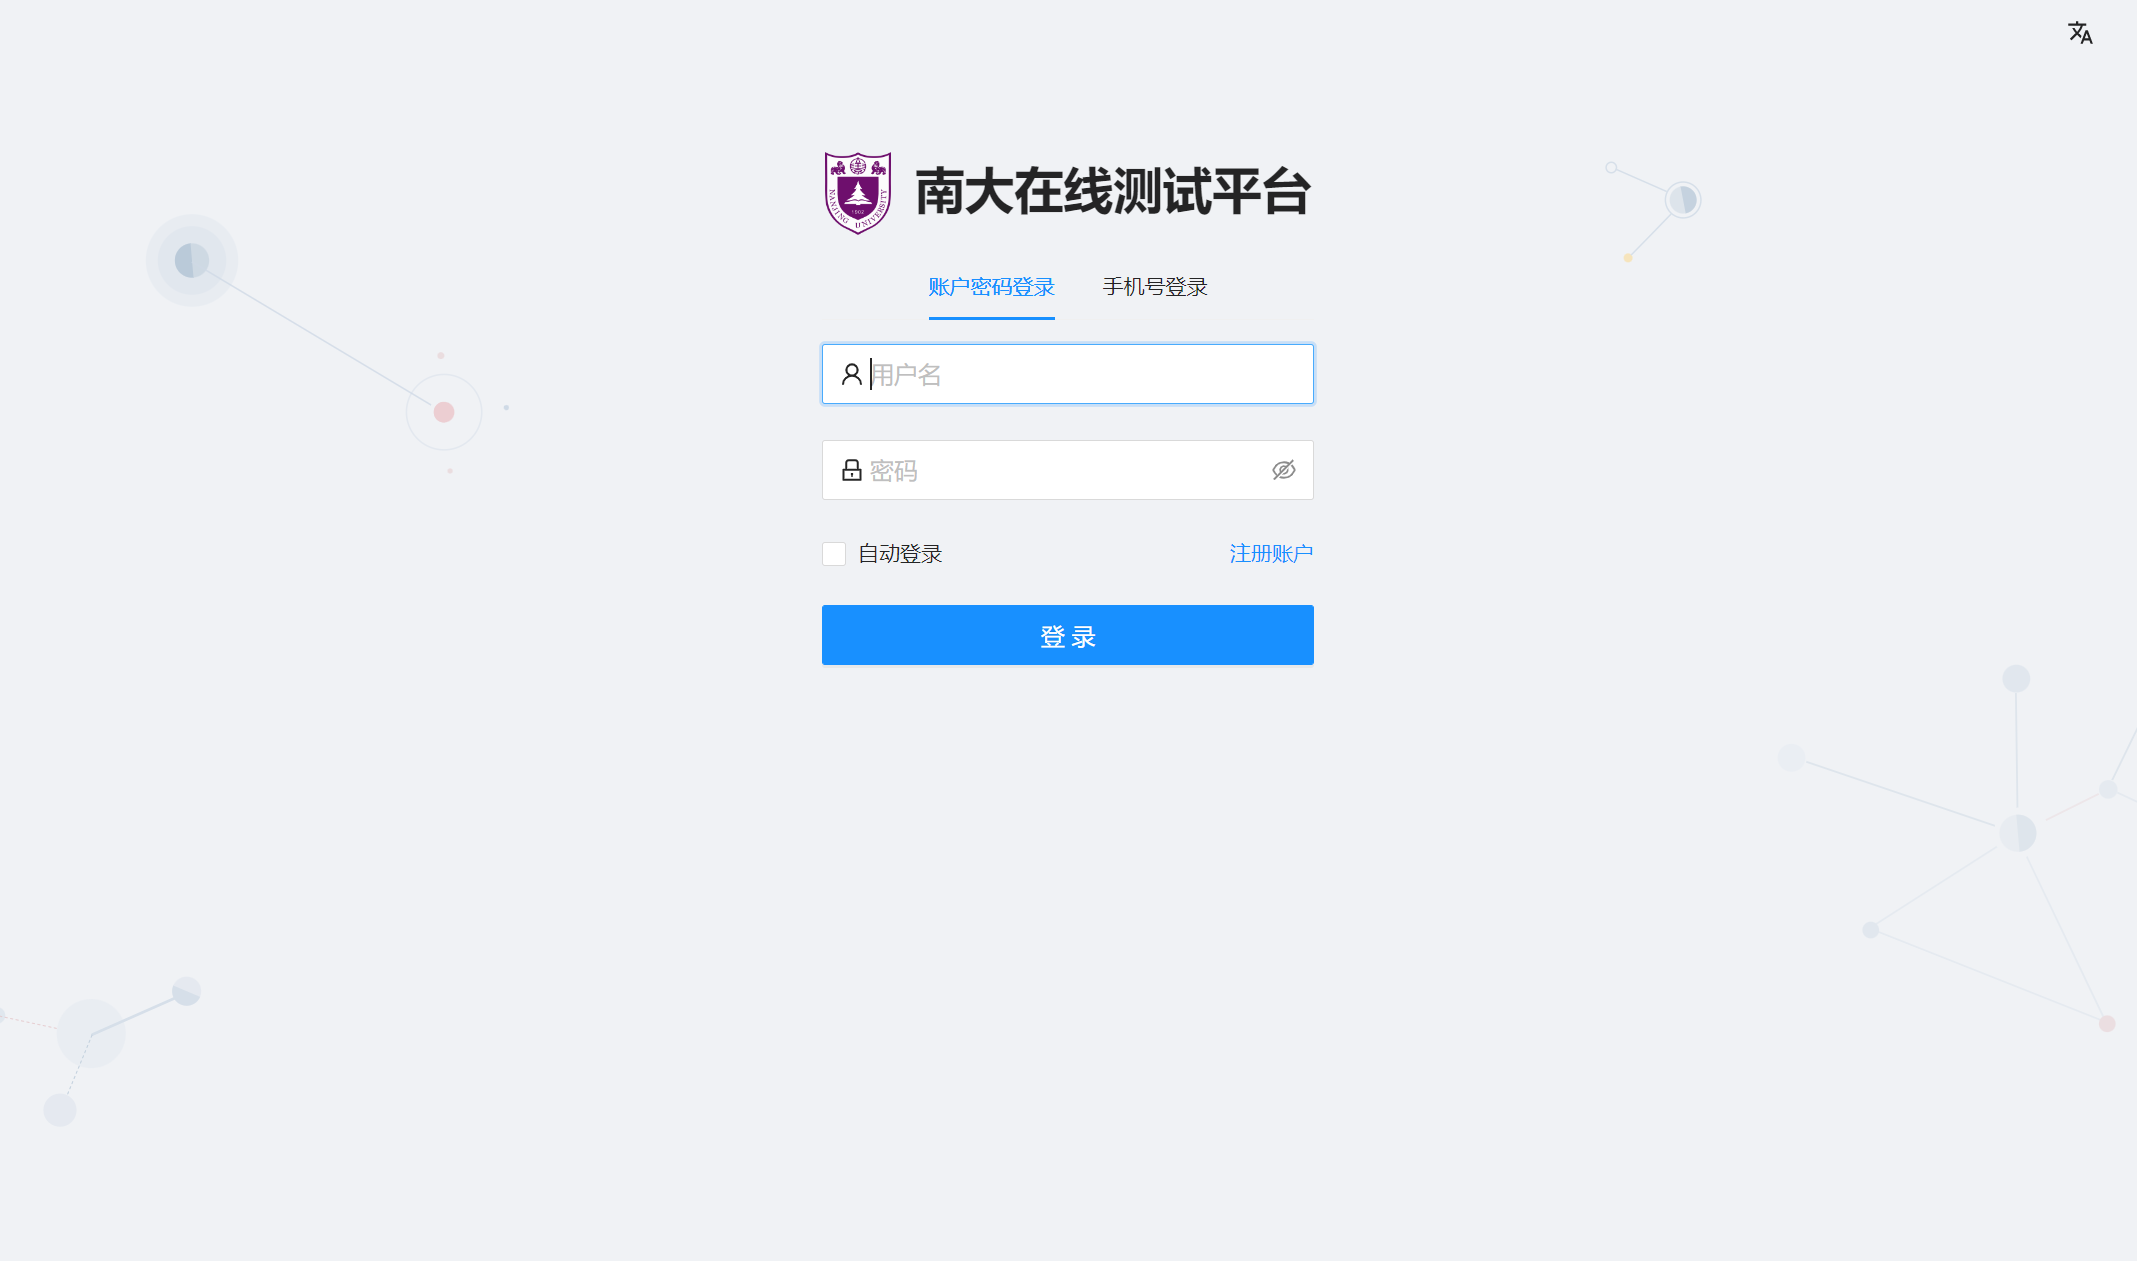 文A
NANJING UNIVERSITY
1902
南大在线测试平台
账户密码登录 手机号登录
用户名
密码
自动登录 注册账户
登录